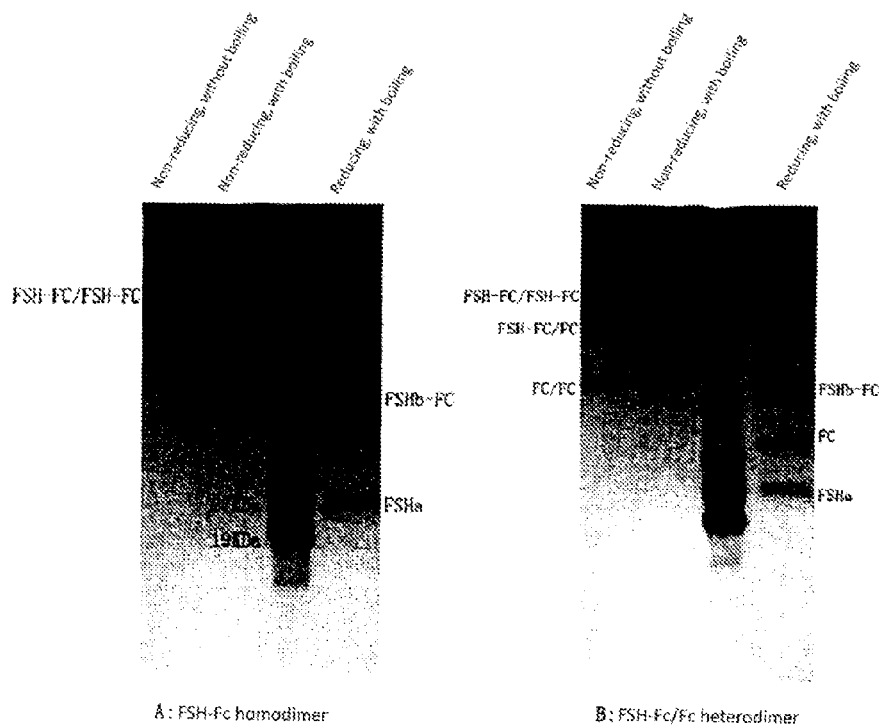 Non-reducing, without boiling
Non-reducing, with boiling
Reducing, with boiling
FSH-FC/FSH-FC
FSHb-FC
FSHa
19KDa
A: FSH-Fc homodimer
Non-reducing, without boiling
Non-reducing, with boiling
Reducing, with boiling
FSH-FC/FSH-FC
FSH-FC/FC
FC/FC
FSHb-FC
FC
FSHa
B: FSH-Fc/Fc heterodimer